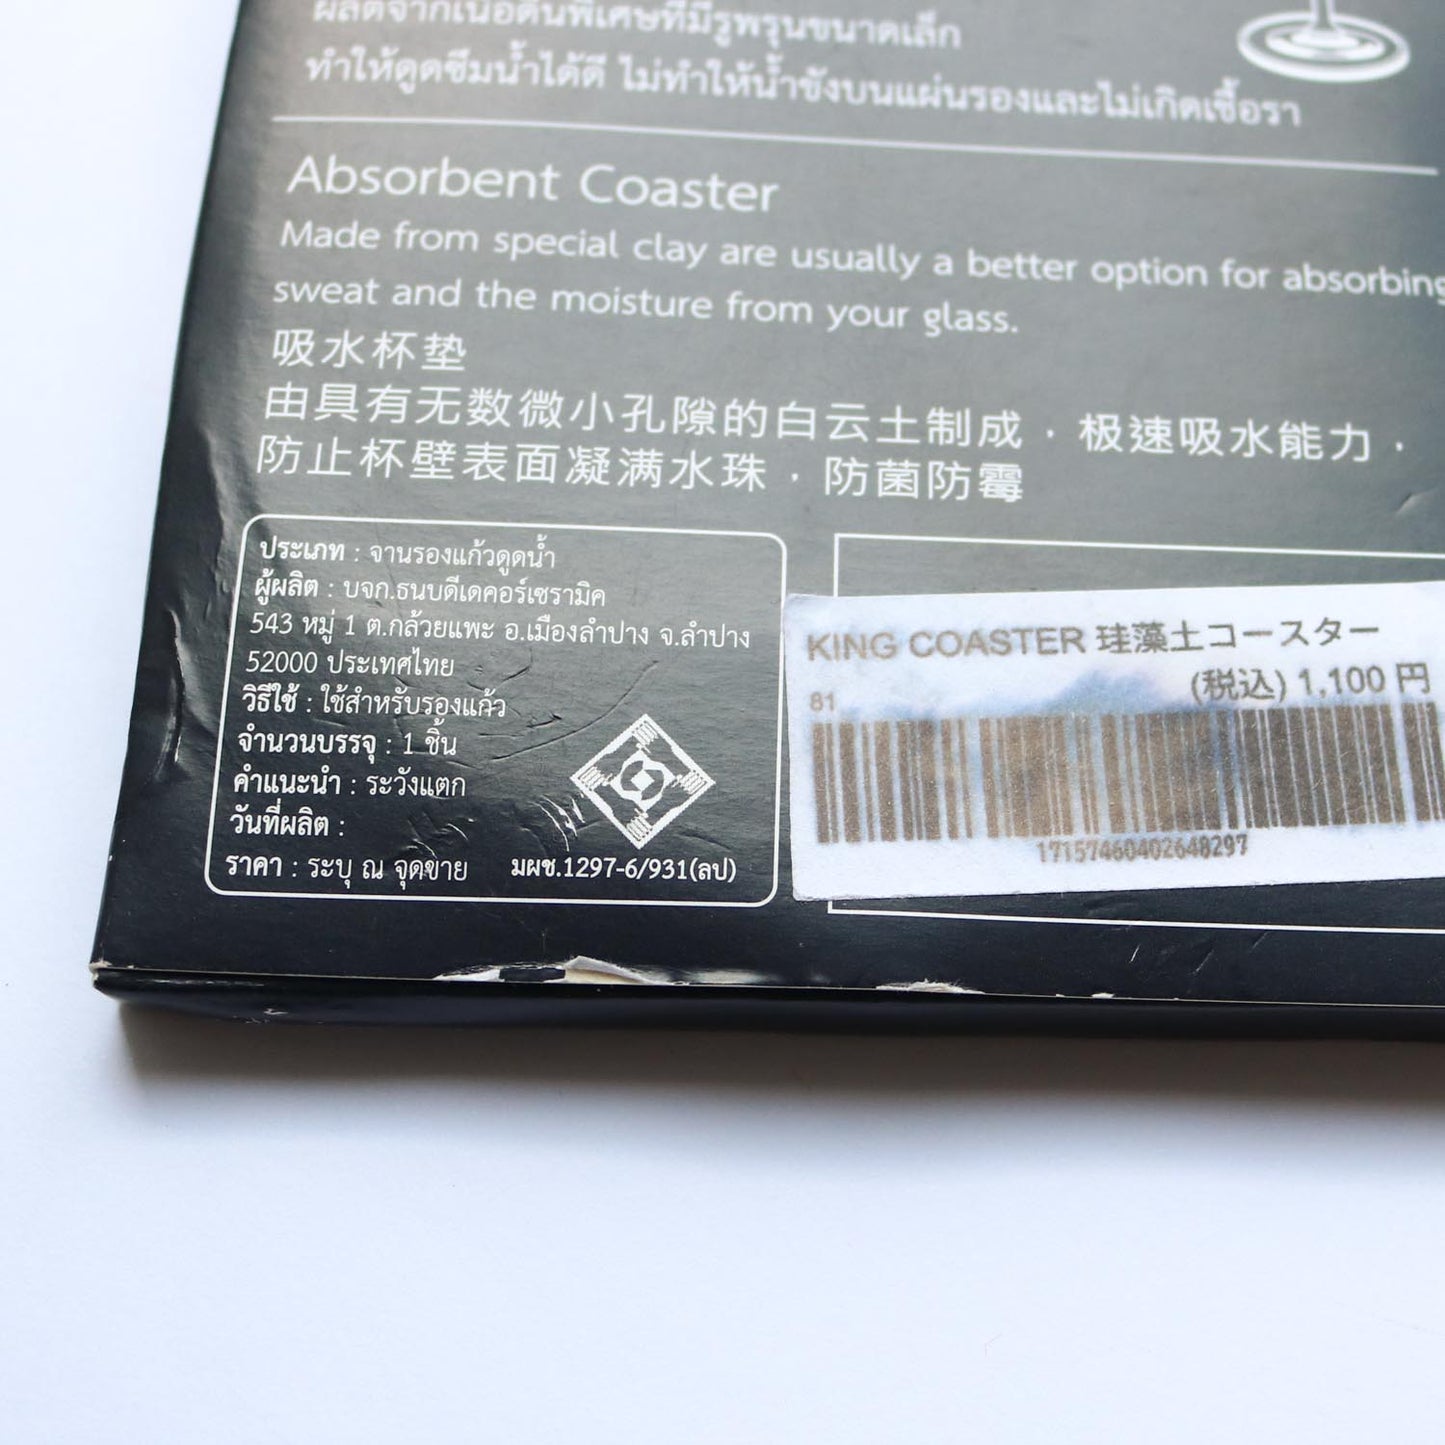 ผลิตจากเนื้อดินพิเศษที่มีรูพรุนขนาดเล็ก
ทำให้ดูดซึมน้ำได้ดี ไม่ทำให้น้ำขังบนแผ่นรองและไม่เกิดเชื้อรา
Absorbent Coaster
Made from special clay are usually a better option for absorbing
sweat and the moisture from your glass.
吸水杯垫
由具有无数微小孔隙的白云土制成，极速吸水能力，
防止杯壁表面凝满水珠，防菌防霉
ประเภท : จานรองแก้วดูดน้ำ
ผู้ผลิต : บจก.ธนบดีเดคอร์เซรามิค
543 หมู่ 1 ต.กล้วยแพะ อ.เมืองลำปาง จ.ลำปาง
52000 ประเทศไทย
วิธีใช้ : ใช้สำหรับรองแก้ว
จำนวนบรรจุ : 1 ชิ้น
คำแนะนำ : ระวังแตก
วันที่ผลิต :
ราคา : ระบุ ณ จุดขาย
มผช.1297-6/931(ลป)
KING COASTER 珪藻土コースター
(税込) 1,100 円
81
17157460402648297